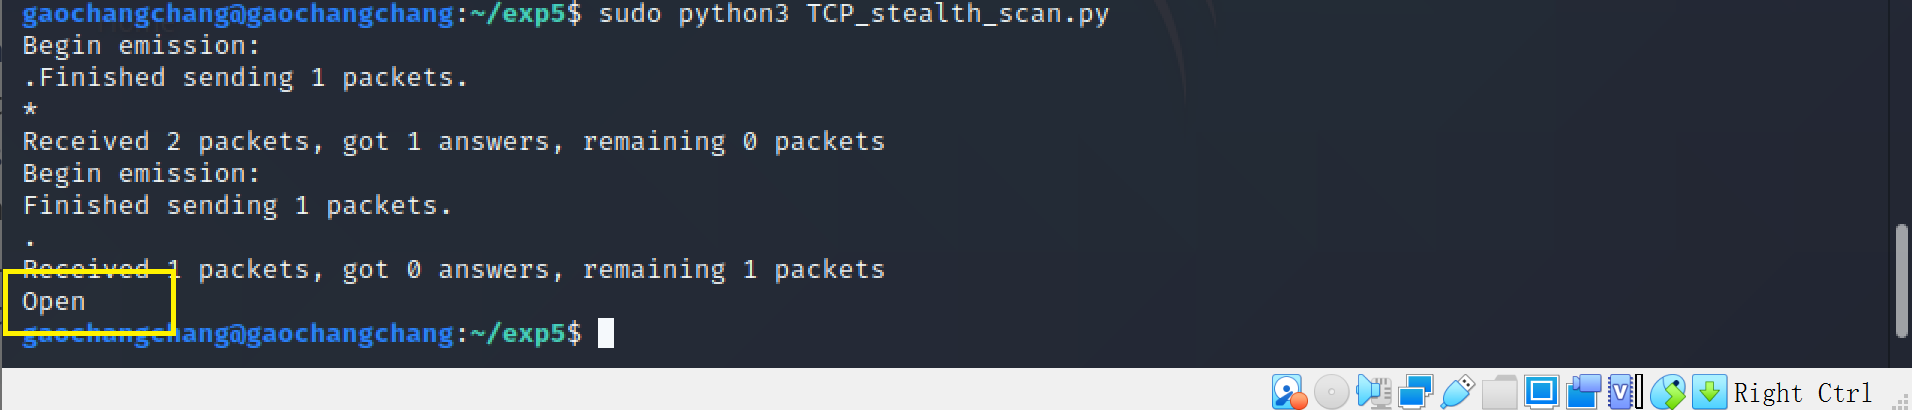 gaochangchang@gaochangchang:~/exp5$ sudo python3 TCP_stealth_scan.py
Begin emission:
.Finished sending 1 packets.
*
Received 2 packets, got 1 answers, remaining 0 packets
Begin emission:
Finished sending 1 packets.
.
Received 1 packets, got 0 answers, remaining 1 packets
Open
gaochangchang@gaochangchang:~/exp5$
Right Ctrl